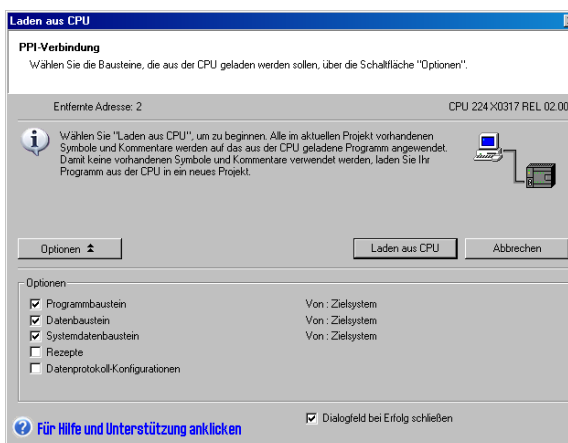 Laden aus CPU
PPI-Verbindung
Wählen Sie die Bausteine, die aus der CPU geladen werden sollen, über die Schaltfläche "Optionen".
Entfernte Adresse: 2
CPU 224 X0317 REL 02.00
Wählen Sie "Laden aus CPU", um zu beginnen. Alle im aktuellen Projekt vorhandenen
Symbole und Kommentare werden auf das aus der CPU geladene Programm angewendet.
Damit keine vorhandenen Symbole und Kommentare verwendet werden, laden Sie Ihr
Programm aus der CPU in ein neues Projekt.
Optionen
Laden aus CPU
Abbrechen
Optionen
Programmbaustein Von : Zielsystem
Datenbaustein Von : Zielsystem
Systemdatenbaustein Von : Zielsystem
Rezepte
Datenprotokoll-Konfigurationen
Für Hilfe und Unterstützung anklicken
Dialogfeld bei Erfolg schließen